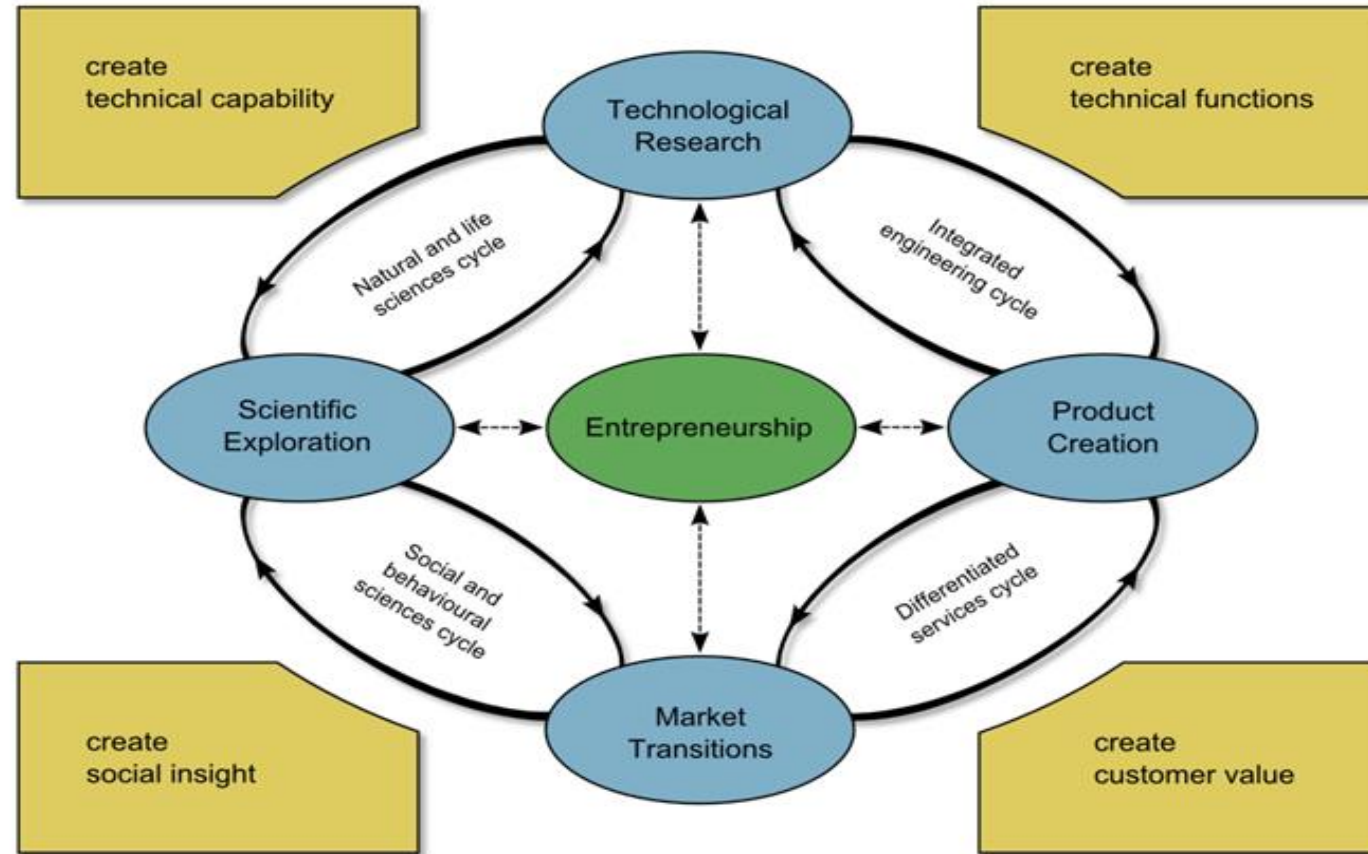 create
technical capability
Technological
Research
create
technical functions
Natural and life
sciences cycle
Integrated
engineering cycle
Scientific
Exploration
Entrepreneurship
Product
Creation
Social and
behavioural
sciences cycle
Differentiated
services cycle
create
social insight
Market
Transitions
create
customer value